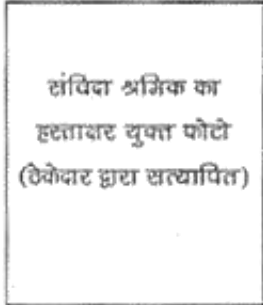 संविदा श्रमिक का
हस्ताक्षर युक्त फोटो
(ठेकेदार द्वारा सत्यापित)